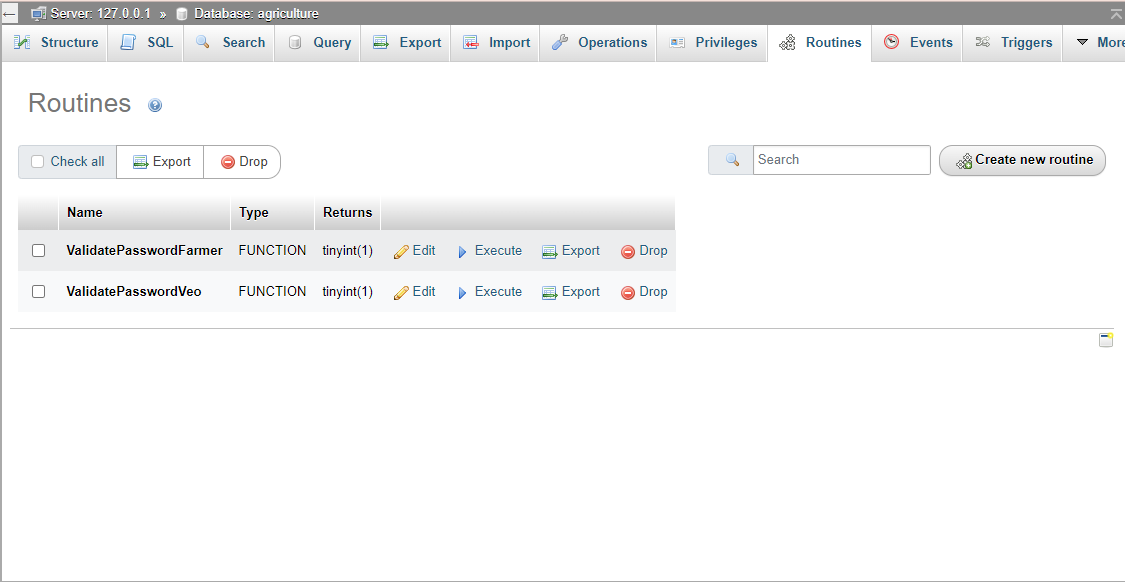 Server: 127.0.0.1 » Database: agriculture
Structure SQL Search Query Export Import Operations Privileges Routines Events Triggers More
Routines
Check all Export Drop Search Create new routine
Name Type Returns
ValidatePasswordFarmer FUNCTION tinyint(1) Edit Execute Export Drop
ValidatePasswordVeo FUNCTION tinyint(1) Edit Execute Export Drop